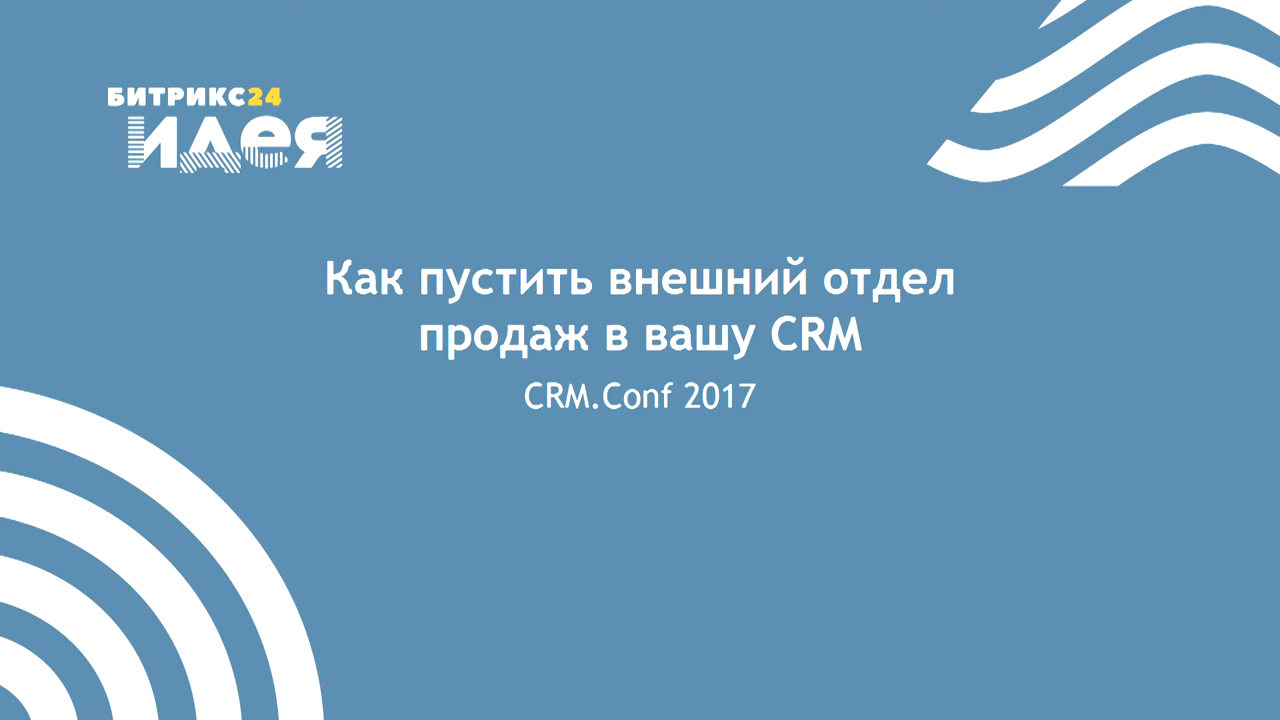 БИТРИКС24
идея
Как пустить внешний отдел
продаж в вашу CRM
CRM.Conf 2017